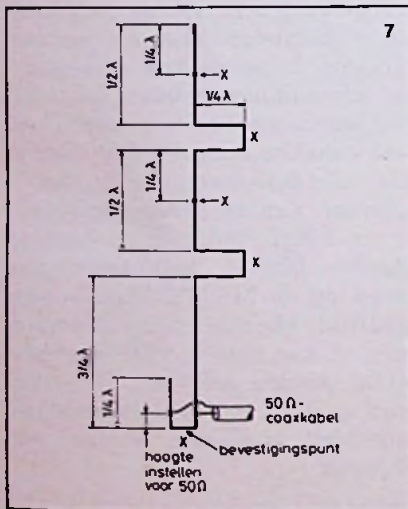 7
1/2 λ
1/4 λ
X
1/4 λ
X
1/2 λ
1/4 λ
X
X
3/4 λ
1/4 λ
50 Ω-
coaxkabel
X
bevestigingspunt
hoogte
instellen
voor 50Ω